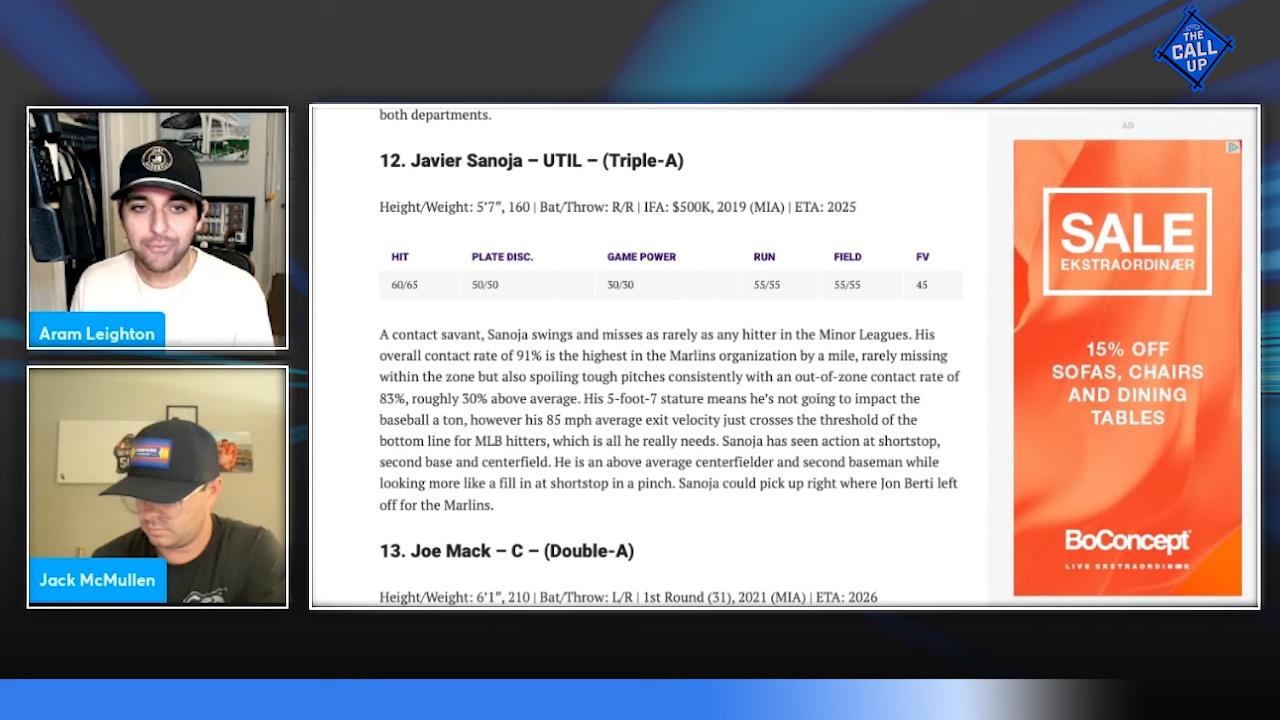 THE
CALL
UP
both departments.
12. Javier Sanoja – UTIL – (Triple-A)
Height/Weight: 5’7″, 160 | Bat/Throw: R/R | IFA: $500K, 2019 (MIA) | ETA: 2025
HIT PLATE DISC. GAME POWER RUN FIELD FV
60/65 50/50 30/30 55/55 55/55 45
A contact savant, Sanoja swings and misses as rarely as any hitter in the Minor Leagues. His
overall contact rate of 91% is the highest in the Marlins organization by a mile, rarely missing
within the zone but also spoiling tough pitches consistently with an out-of-zone contact rate of
83%, roughly 30% above average. His 5-foot-7 stature means he’s not going to impact the
baseball a ton, however his 85 mph average exit velocity just crosses the threshold of the
bottom line for MLB hitters, which is all he really needs. Sanoja has seen action at shortstop,
second base and centerfield. He is an above average centerfielder and second baseman while
looking more like a fill in at shortstop in a pinch. Sanoja could pick up right where Jon Berti left
off for the Marlins.
13. Joe Mack – C – (Double-A)
Height/Weight: 6’1″, 210 | Bat/Throw: L/R | 1st Round (31), 2021 (MIA) | ETA: 2026
AD
SALE
EKSTRAORDINÆR
15% OFF
SOFAS, CHAIRS
AND DINING
TABLES
BoConcept
LIVE EKSTRAORDINÆR
Aram Leighton
Jack McMullen